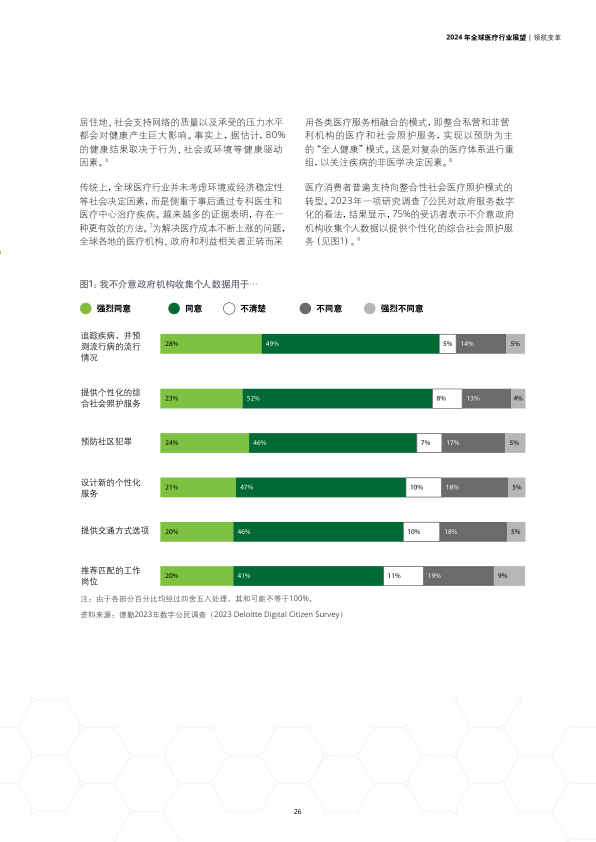 2024 年全球医疗行业展望 | 领航变革
居住地、社会支持网络的质量以及承受的压力水平
都会对健康产生巨大影响。事实上，据估计，80%
的健康结果取决于行为、社会或环境等健康驱动
因素。6
传统上，全球医疗行业并未考虑环境或经济稳定性
等社会决定因素，而是侧重于事后通过专科医生和
医疗中心治疗疾病。越来越多的证据表明，存在一
种更有效的方法。7为解决医疗成本不断上涨的问题，
全球各地的医疗机构、政府和利益相关者正转而采
用各类医疗服务相融合的模式，即整合私营和非营
利机构的医疗和社会照护服务，实现以预防为主
的“全人健康”模式。这是对复杂的医疗体系进行重
组，以关注疾病的非医学决定因素。8
医疗消费者普遍支持向整合性社会医疗照护模式的
转型。2023年一项研究调查了公民对政府服务数字
化的看法，结果显示，75%的受访者表示不介意政府
机构收集个人数据以提供个性化的综合社会照护服
务（见图1）。9
图1：我不介意政府机构收集个人数据用于…
强烈同意 同意 不清楚 不同意 强烈不同意
追踪疾病、并预
测流行病的流行
情况
28% 49% 5% 14% 5%
提供个性化的综
合社会照护服务
23% 52% 8% 13% 4%
预防社区犯罪
24% 46% 7% 17% 5%
设计新的个性化
服务
21% 47% 10% 18% 5%
提供交通方式选项
20% 46% 10% 18% 5%
推荐匹配的工作
岗位
20% 41% 11% 19% 9%
注：由于各部分百分比均经过四舍五入处理，其和可能不等于100%。
资料来源：德勤2023年数字公民调查（2023 Deloitte Digital Citizen Survey）
26